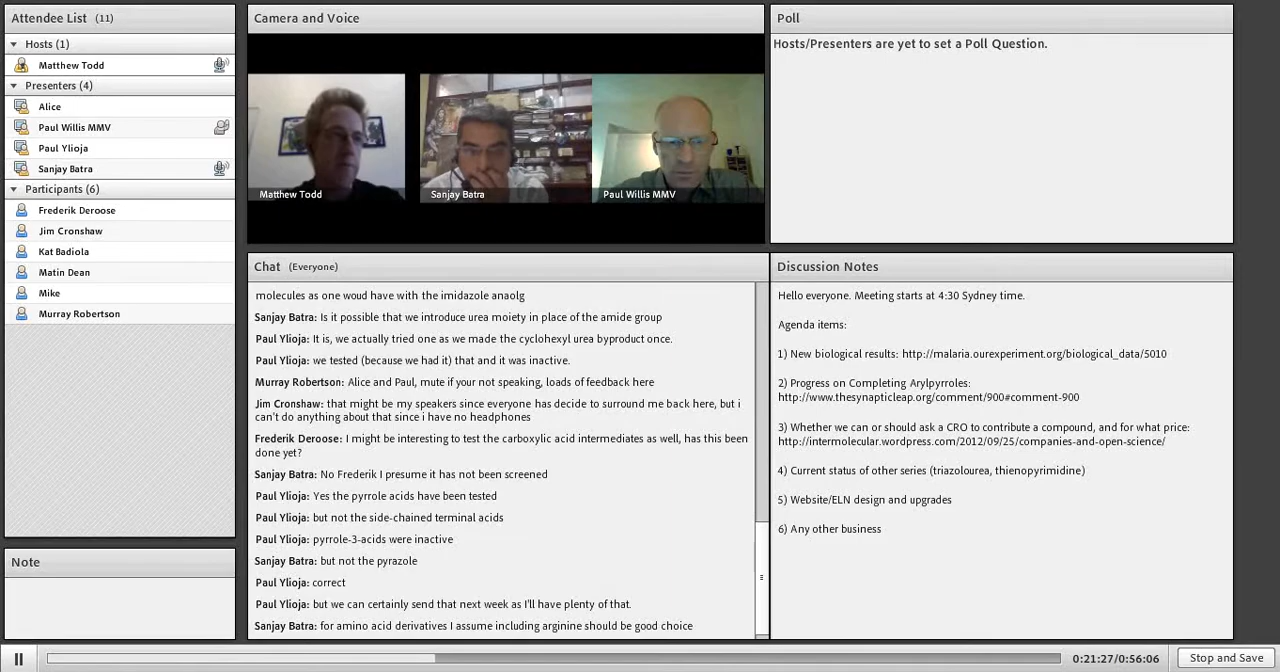 Attendee List (11)
Hosts (1)
Matthew Todd
Presenters (4)
Alice
Paul Willis MMV
Paul Ylioja
Sanjay Batra
Participants (6)
Frederik Deroose
Jim Cronshaw
Kat Badiola
Matin Dean
Mike
Murray Robertson
Note
Camera and Voice
Matthew Todd
Sanjay Batra
Paul Willis MMV
Poll
Hosts/Presenters are yet to set a Poll Question.
Chat (Everyone)
molecules as one woud have with the imidazole anaolg
Sanjay Batra: Is it possible that we introduce urea moiety in place of the amide group
Paul Ylioja: It is, we actually tried one as we made the cyclohexyl urea byproduct once.
Paul Ylioja: we tested (because we had it) that and it was inactive.
Murray Robertson: Alice and Paul, mute if your not speaking, loads of feedback here
Jim Cronshaw: that might be my speakers since everyone has decide to surround me back here, but i
can't do anything about that since i have no headphones
Frederik Deroose: I might be interesting to test the carboxylic acid intermediates as well, has this been
done yet?
Sanjay Batra: No Frederik I presume it has not been screened
Paul Ylioja: Yes the pyrrole acids have been tested
Paul Ylioja: but not the side-chained terminal acids
Paul Ylioja: pyrrole-3-acids were inactive
Sanjay Batra: but not the pyrazole
Paul Ylioja: correct
Paul Ylioja: but we can certainly send that next week as I'll have plenty of that.
Sanjay Batra: for amino acid derivatives I assume including arginine should be good choice
Discussion Notes
Hello everyone. Meeting starts at 4:30 Sydney time.
Agenda items:
1) New biological results: http://malaria.ourexperiment.org/biological_data/5010
2) Progress on Completing Arylpyrroles:
http://www.thesynapticleap.org/comment/900#comment-900
3) Whether we can or should ask a CRO to contribute a compound, and for what price:
http://intermolecular.wordpress.com/2012/09/25/companies-and-open-science/
4) Current status of other series (triazolourea, thienopyrimidine)
5) Website/ELN design and upgrades
6) Any other business
0:21:27/0:56:06
Stop and Save